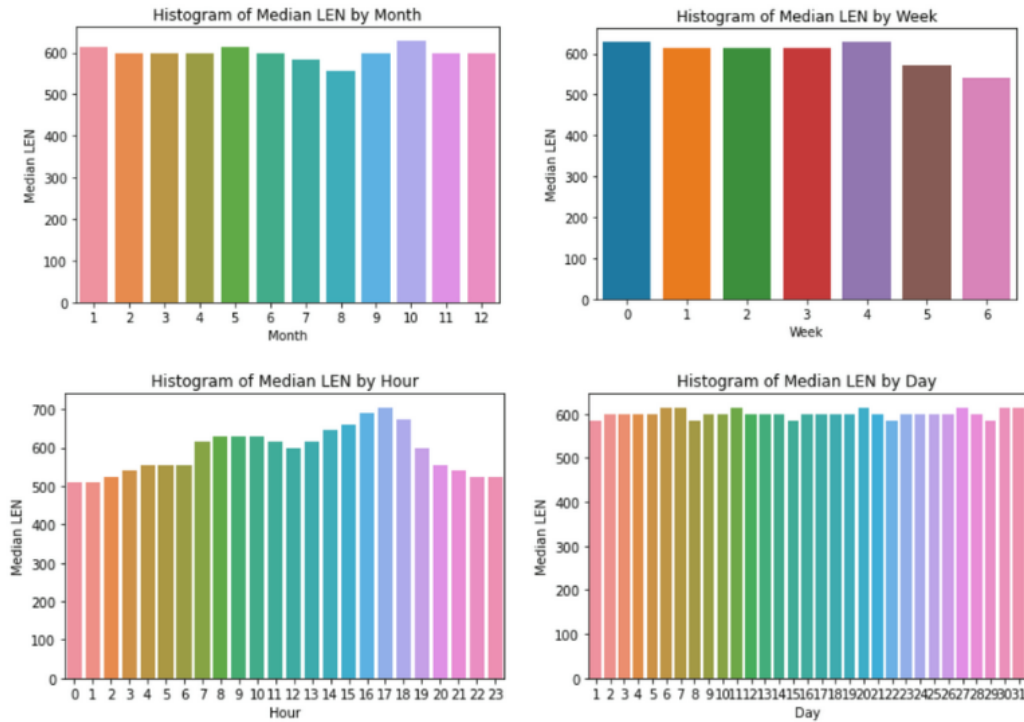 Histogram of Median LEN by Month
Median LEN
600
500
400
300
200
100
0
1 2 3 4 5 6 7 8 9 10 11 12
Month
Histogram of Median LEN by Week
Median LEN
600
500
400
300
200
100
0
0 1 2 3 4 5 6
Week
Histogram of Median LEN by Hour
Median LEN
700
600
500
400
300
200
100
0
0 1 2 3 4 5 6 7 8 9 10 11 12 13 14 15 16 17 18 19 20 21 22 23
Hour
Histogram of Median LEN by Day
Median LEN
600
500
400
300
200
100
0
1 2 3 4 5 6 7 8 9 10 11 12 13 14 15 16 17 18 19 20 21 22 23 24 25 26 27 28 29 30 31
Day